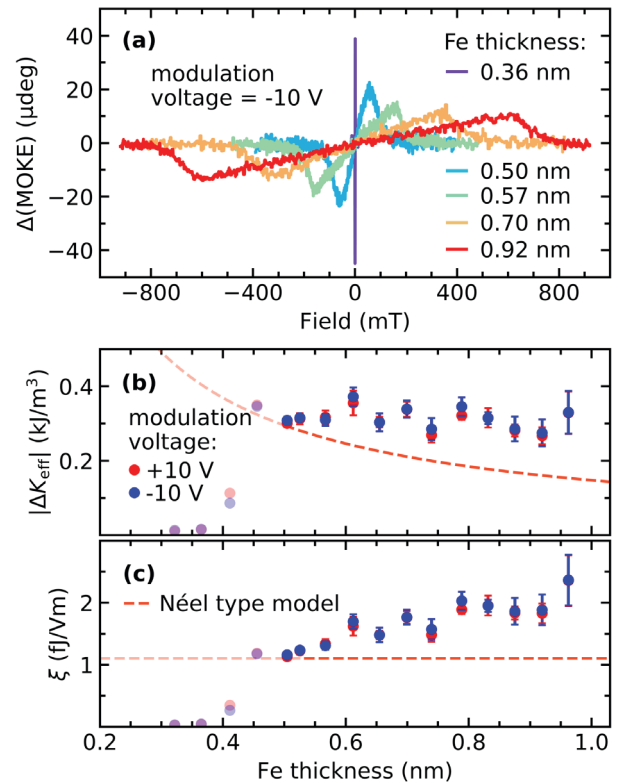 (a)
Fe thickness:
modulation
voltage = -10 V
0.36 nm
0.50 nm
0.57 nm
0.70 nm
0.92 nm
Δ(MOKE) (μdeg)
40
20
0
−20
−40
−800
−400
0
400
800
Field (mT)
(b)
modulation
voltage:
+10 V
-10 V
|ΔKeff| (kJ/m³)
0.4
0.2
(c)
Néel type model
ξ (fJ/Vm)
2
1
0.2
0.4
0.6
0.8
1.0
Fe thickness (nm)